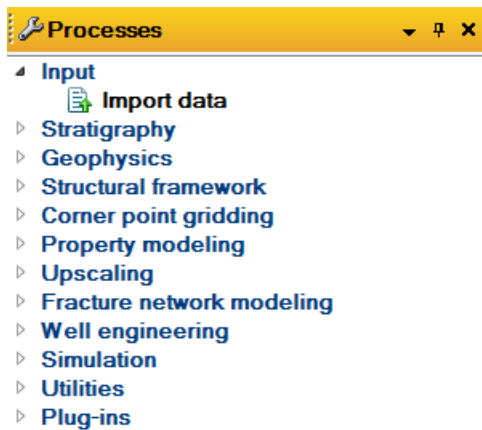 Processes
Input
Import data
Stratigraphy
Geophysics
Structural framework
Corner point gridding
Property modeling
Upscaling
Fracture network modeling
Well engineering
Simulation
Utilities
Plug-ins